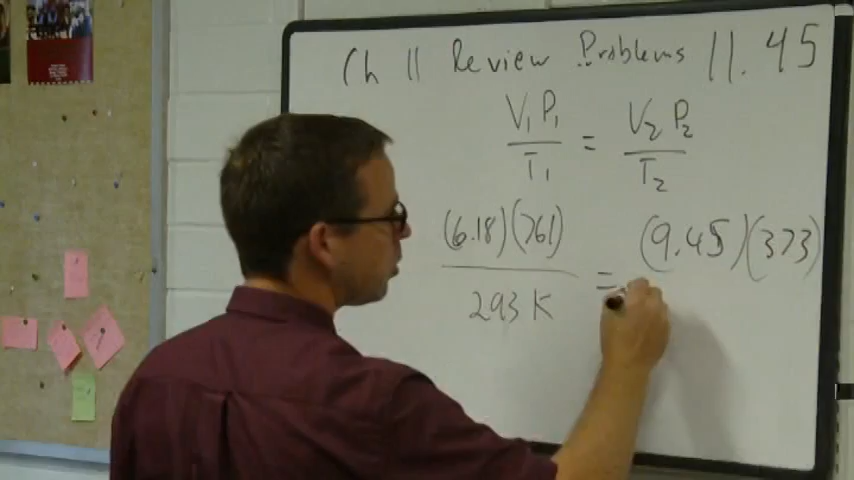 Ch 11 Review Problems 11.45
V₁P₁ / T₁ = V₂P₂ / T₂
(6.18)(761) / 293 K = (9.45)(373)